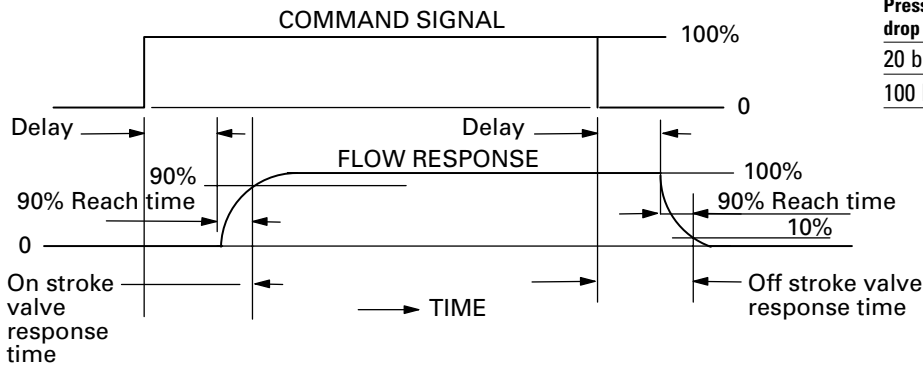 COMMAND SIGNAL
100%
0
Delay
Delay
FLOW RESPONSE
90%
100%
90% Reach time
90% Reach time
10%
0
On stroke
valve
response
time
TIME
Off stroke valve
response time
drop
20 b
100